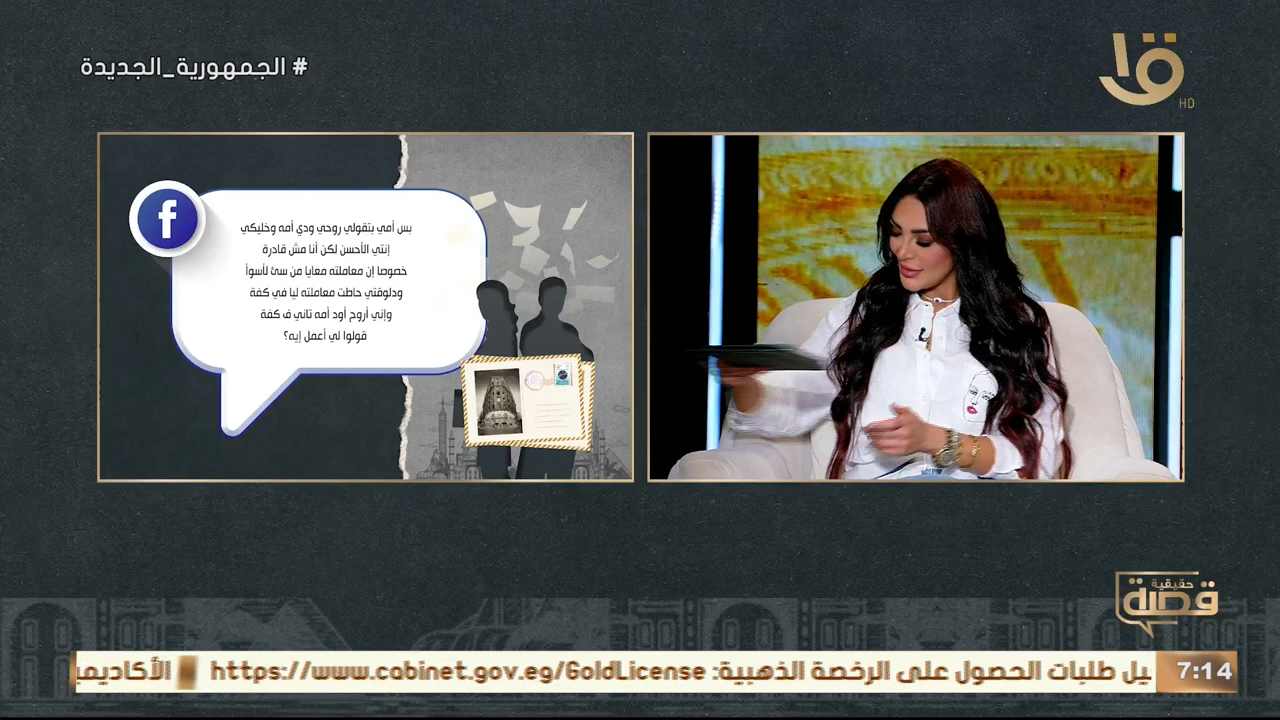 # الجمهورية_الجديدة
HD
f
بس أمي بتقولي روحي ودي أمه وخليكي
إنتي الأحسن لكن أنا مش قادرة
خصوصا إن معاملته معايا من سئ لأسوأ
ودلوقتي حاطت معاملته ليا في كفة
وإني أروح أود أمه تاني ف كفة
قولوا لي أعمل إيه؟
قصة
حقيقية
يل طلبات الحصول على الرخصة الذهبية: https://www.cabinet.gov.eg/GoldLicense
7:14